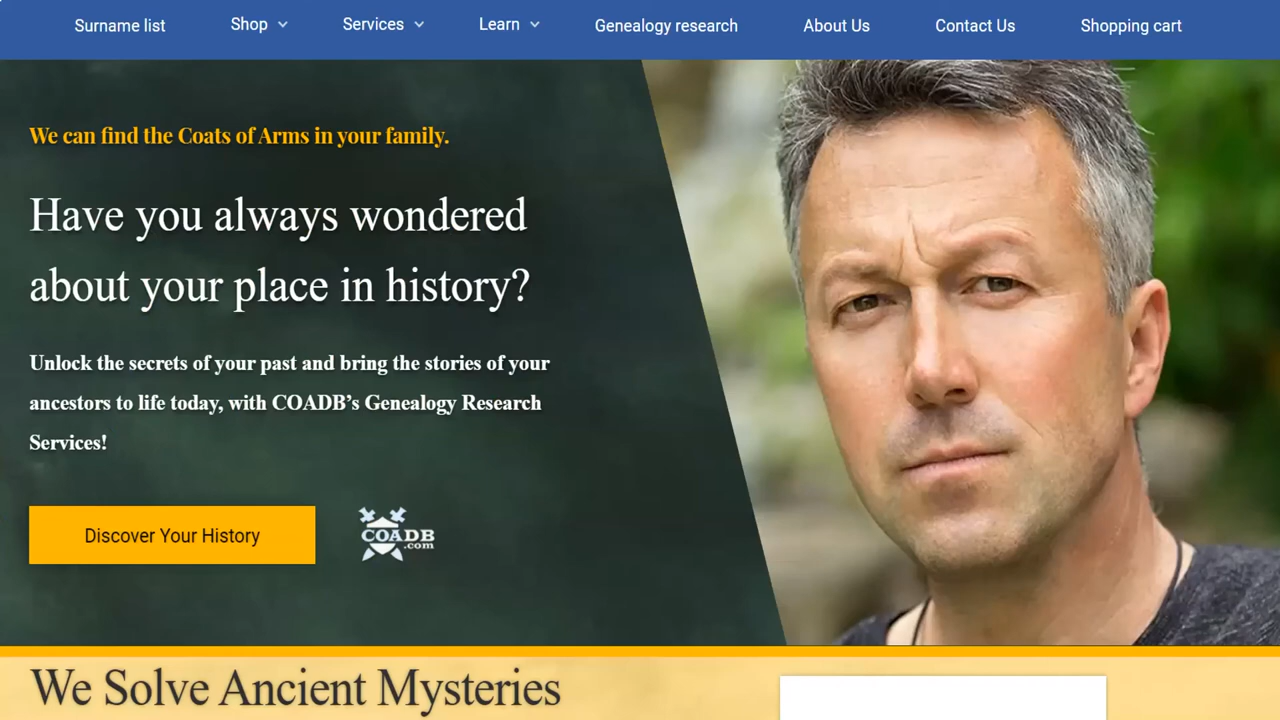 Surname list
Shop
Services
Learn
Genealogy research
About Us
Contact Us
Shopping cart
We can find the Coats of Arms in your family.
Have you always wondered
about your place in history?
Unlock the secrets of your past and bring the stories of your
ancestors to life today, with COADB’s Genealogy Research
Services!
Discover Your History
COADB
.com
We Solve Ancient Mysteries